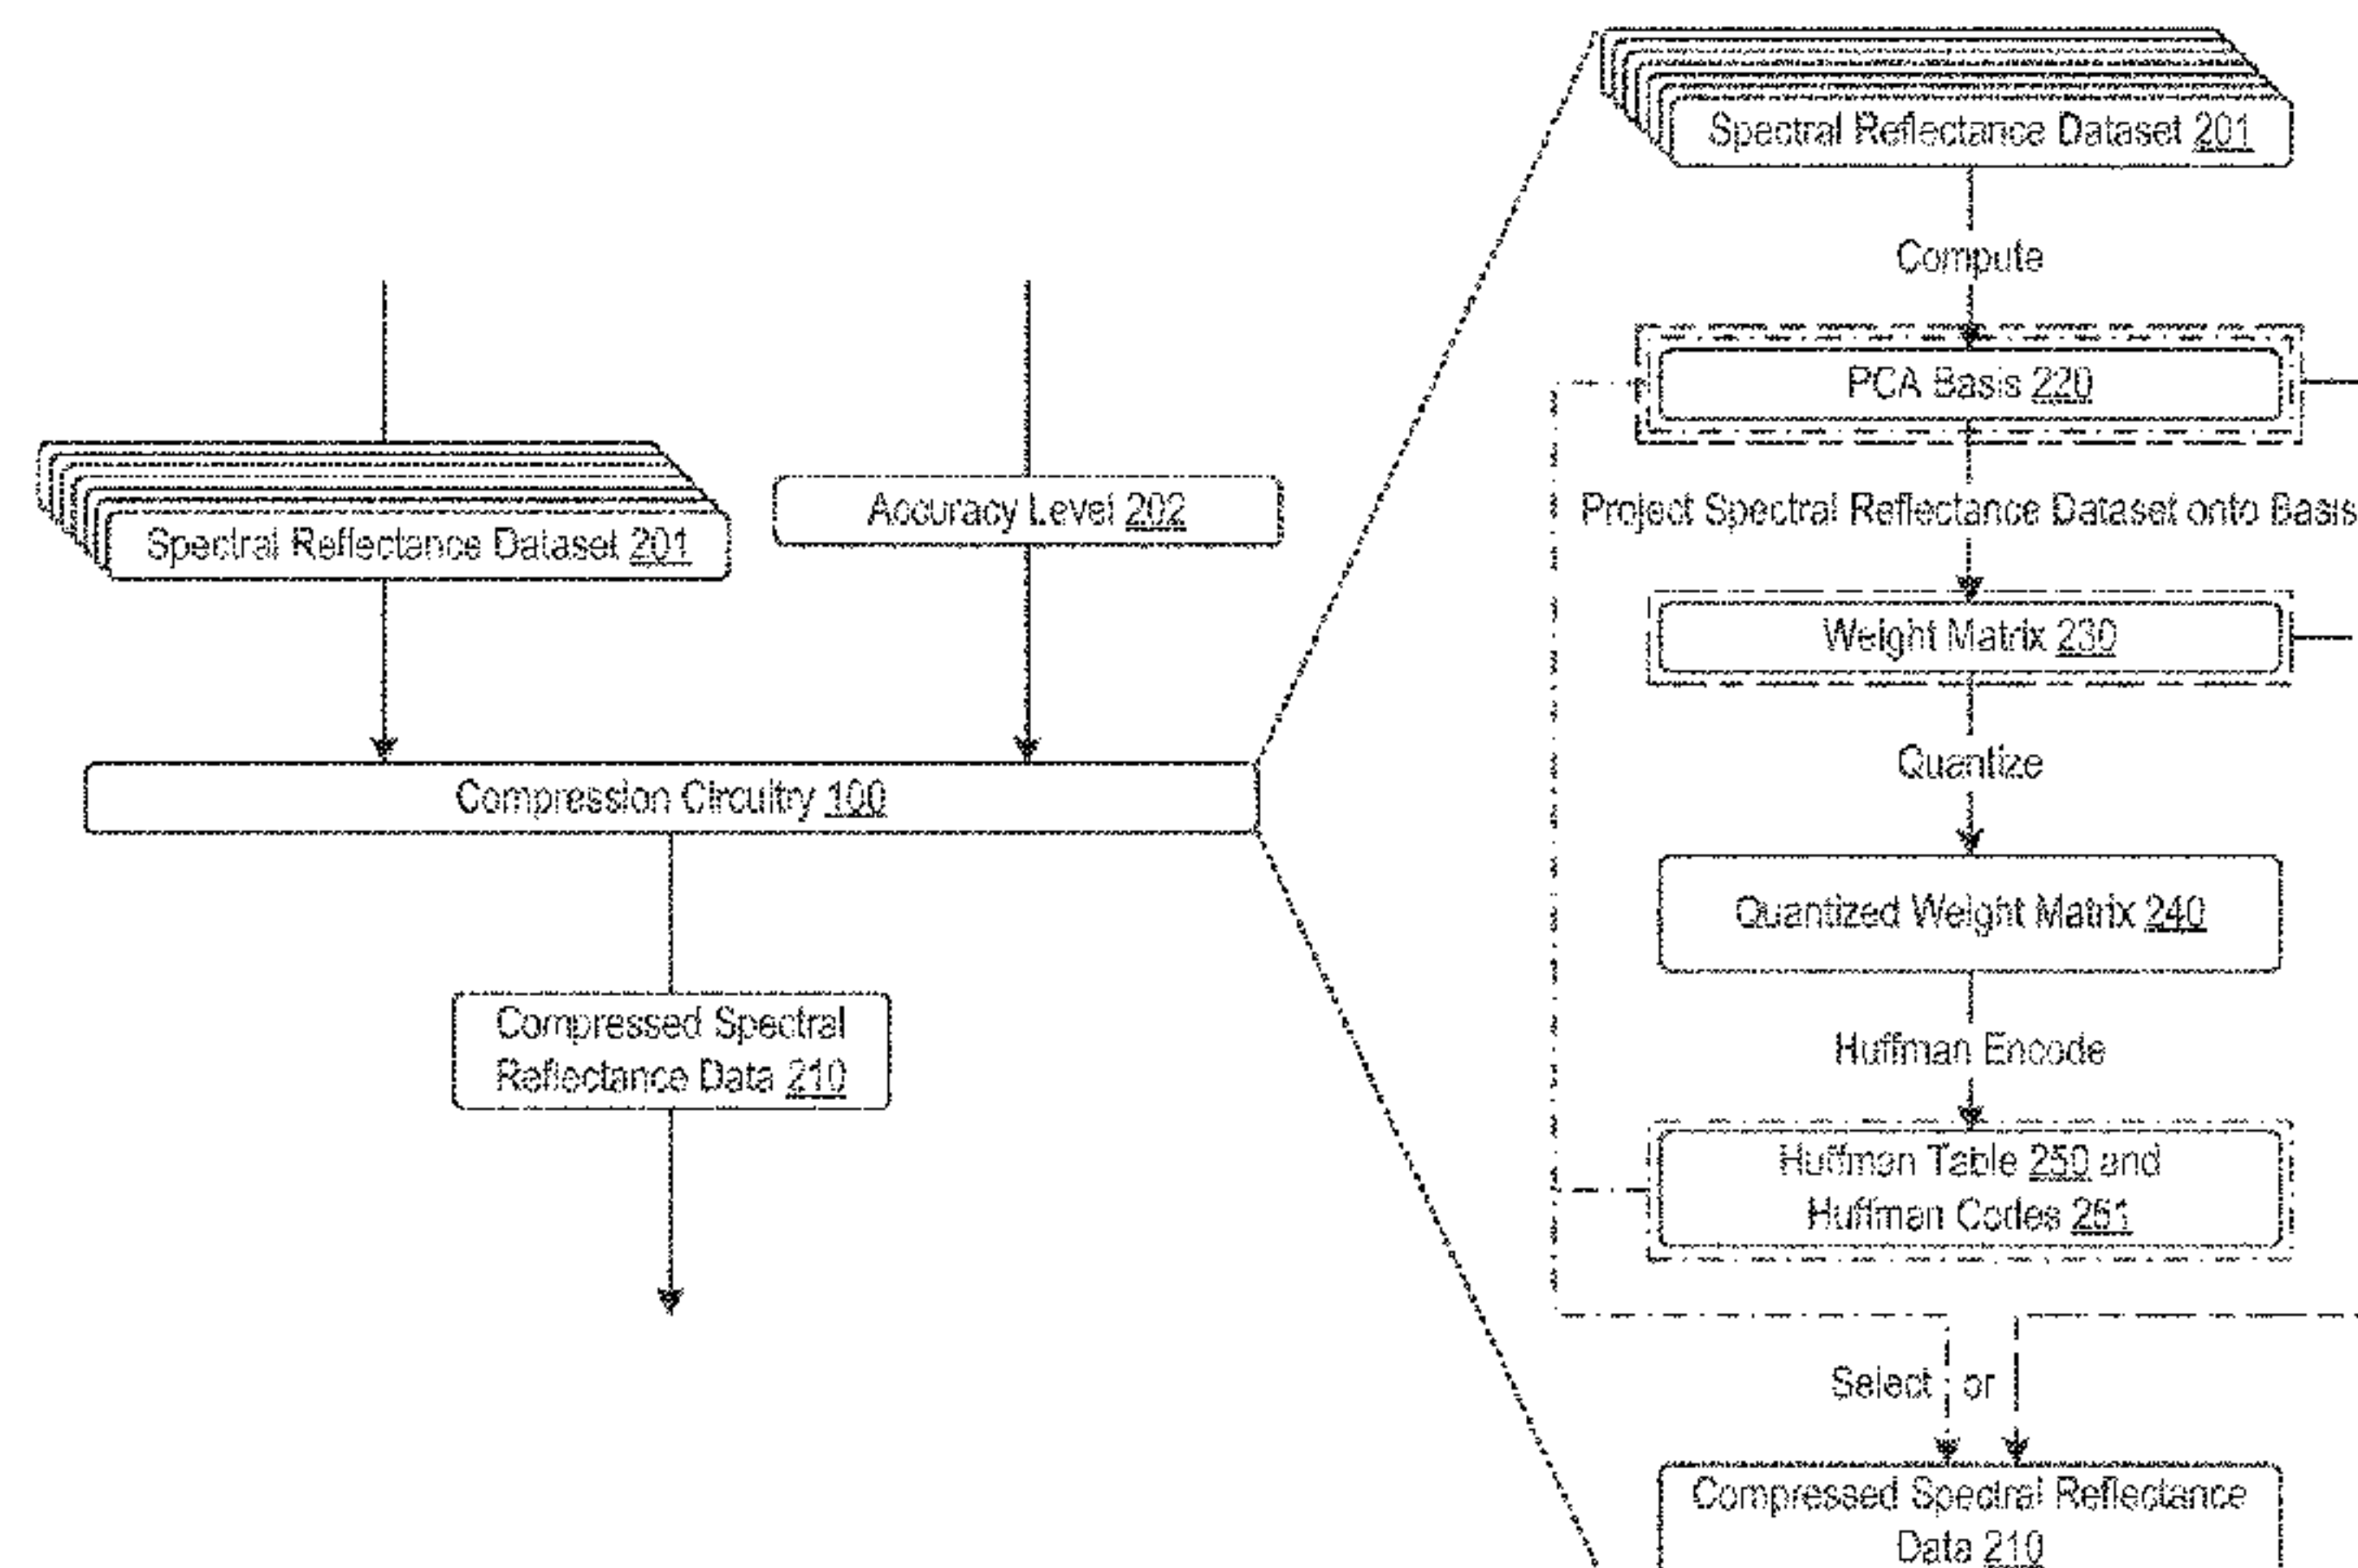 Spectral Reflectance Dataset 201
Accuracy Level 202
Compression Circuitry 100
Compressed Spectral
Reflectance Data 210
Spectral Reflectance Dataset 201
Compute
PCA Basis 220
Project Spectral Reflectance Dataset onto Basis
Weight Matrix 230
Quantize
Quantized Weight Matrix 240
Huffman Encode
Huffman Table 250 and
Huffman Codes 251
Select or
Compressed Spectral Reflectance
Data 210